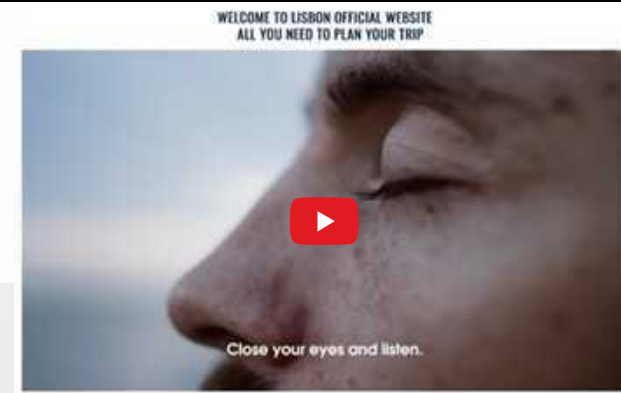 WELCOME TO LISBON OFFICIAL WEBSITE
ALL YOU NEED TO PLAN YOUR TRIP
Close your eyes and listen.